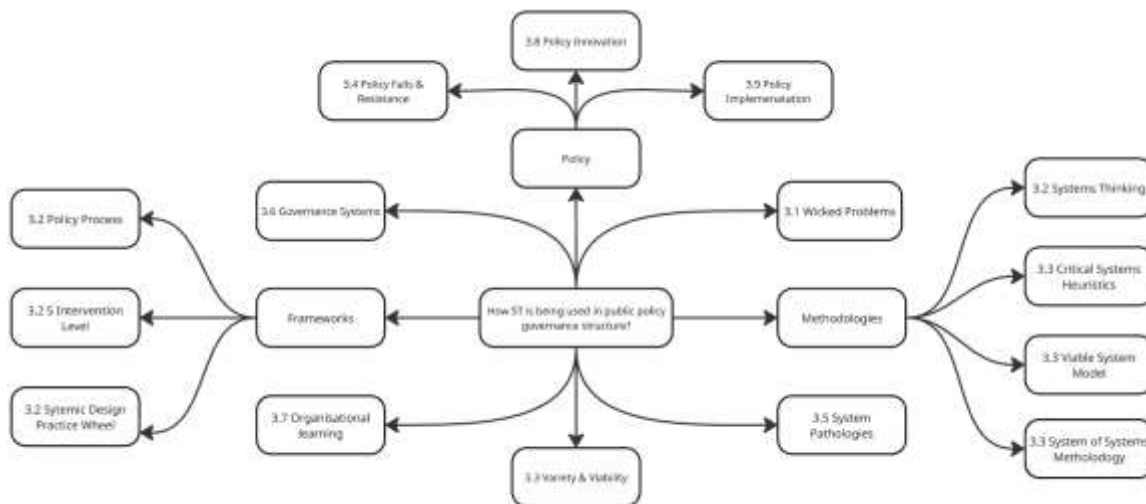 3.8 Policy Innovation
3.4 Policy Fails &
Resistance
3.9 Policy
Implemenatation
Policy
3.2 Systems Thinking
3.2 Policy Process
3.6 Governance Systems
3.1 Wicked Problems
3.3 Critical Systems
Heuristics
3.2 5 Intervention
Level
Frameworks
How ST is being used in public policy
governance structure?
Methodologies
3.3 Viable System
Model
3.2 Sytemic Design
Practice Wheel
3.7 Organisational
learning
3.5 System
Pathologies
3.3 System of Systems
Metholodogy
3.3 Variety & Viability